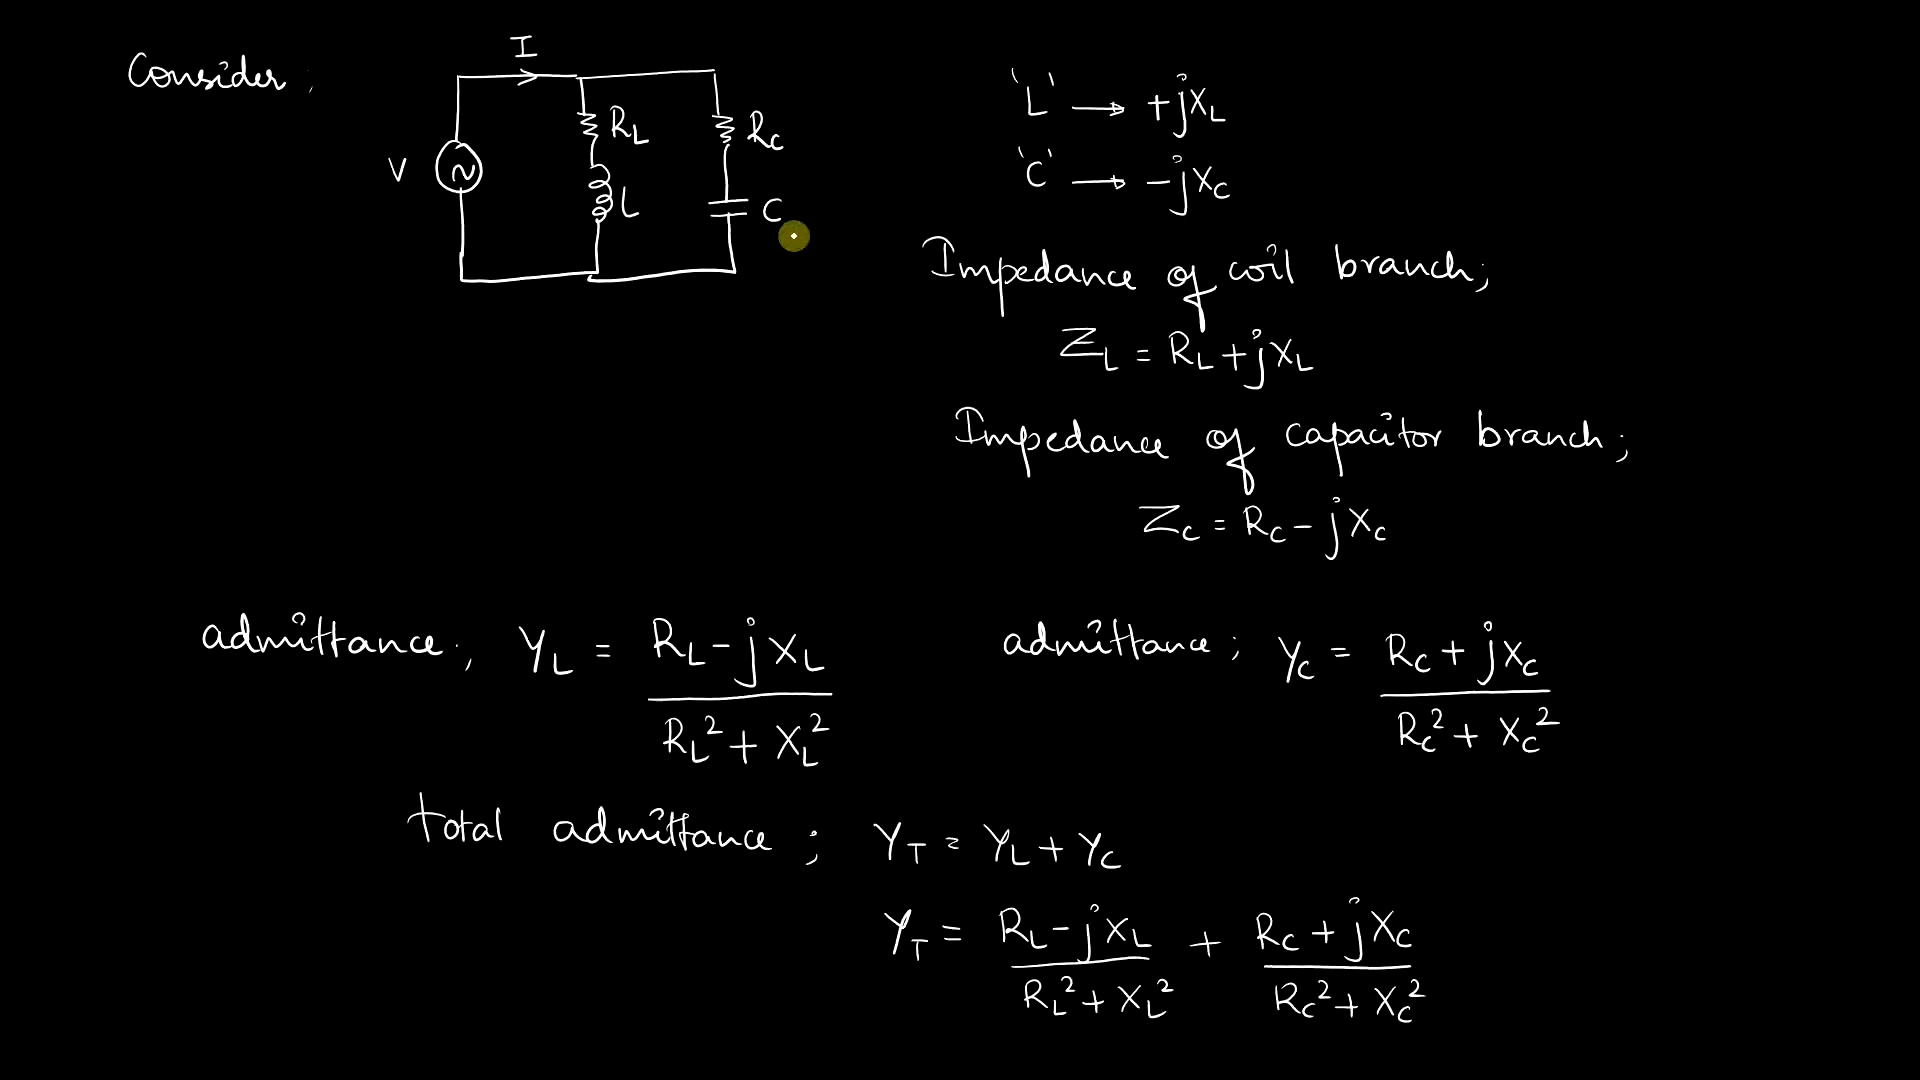 Consider ;
I
V
R_L
L
R_C
C
'L' → +jX_L
'C' → -jX_C
Impedance of coil branch;
Z_L = R_L + jX_L
Impedance of capacitor branch;
Z_C = R_C - jX_C
admittance ; Y_L = (R_L - jX_L) / (R_L² + X_L²)
admittance ; Y_C = (R_C + jX_C) / (R_C² + X_C²)
total admittance ; Y_T = Y_L + Y_C
Y_T = (R_L - jX_L) / (R_L² + X_L²) + (R_C + jX_C) / (R_C² + X_C²)